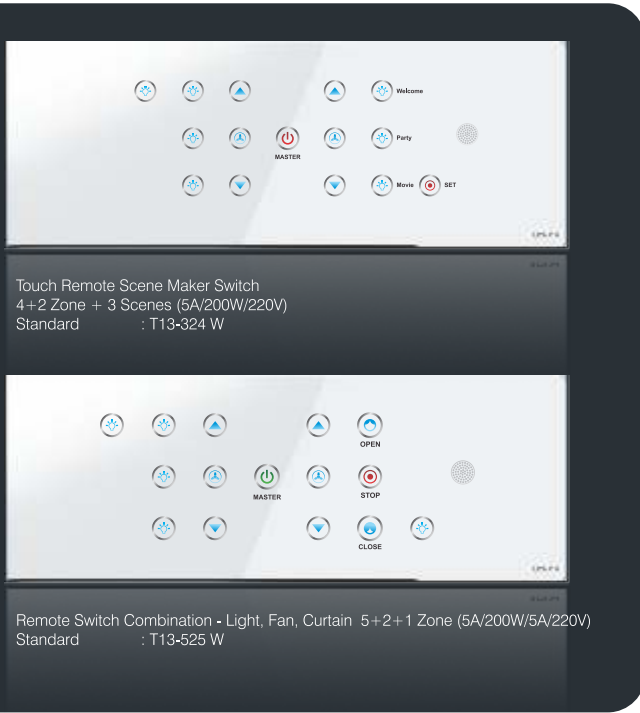 Welcome
Party
MASTER
Movie SET
Touch Remote Scene Maker Switch
4+2 Zone + 3 Scenes (5A/200W/220V)
Standard : T13-324 W
OPEN
MASTER STOP
CLOSE
Remote Switch Combination - Light, Fan, Curtain 5+2+1 Zone (5A/200W/5A/220V)
Standard : T13-525 W